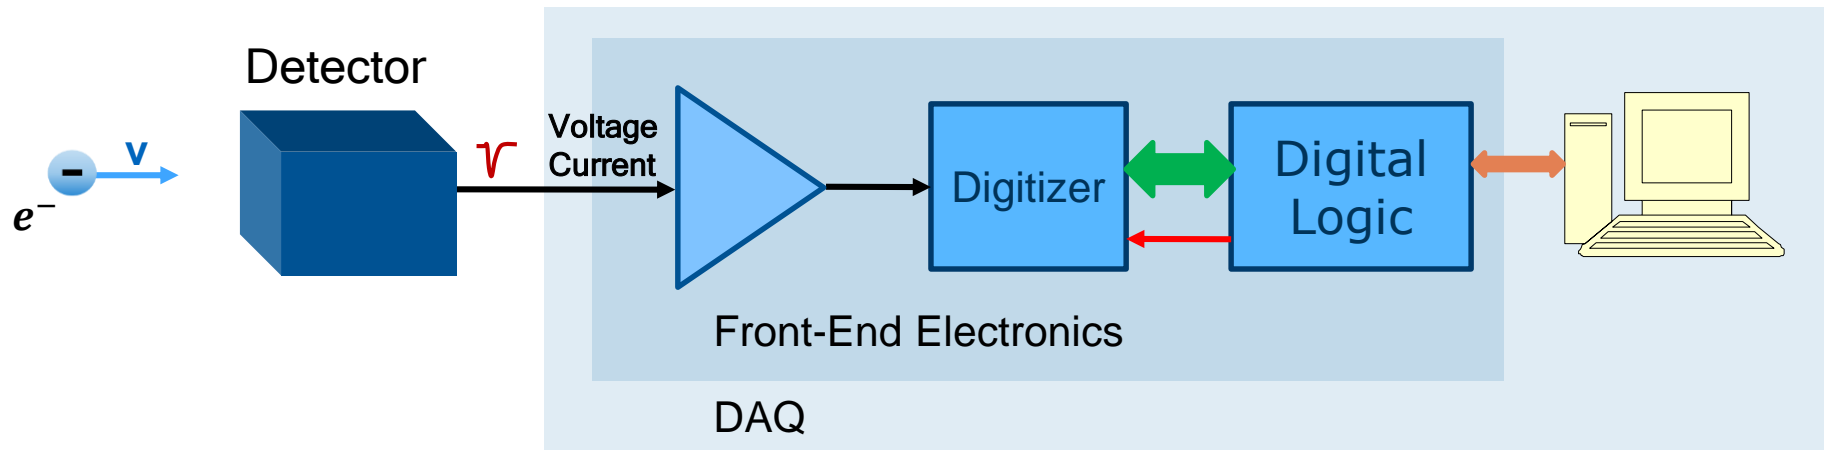 Detector
Voltage
Current
v
-
e⁻
Digitizer
Digital
Logic
Front-End Electronics
DAQ